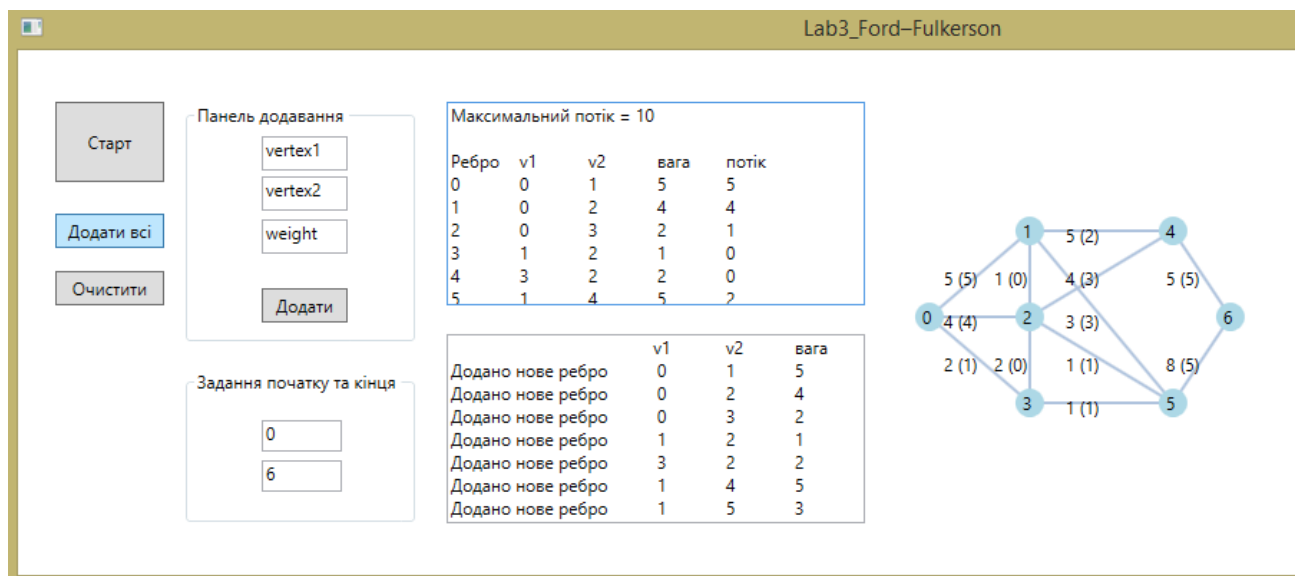 Lab3_Ford–Fulkerson
Старт
Додати всі
Очистити
Панель додавання
vertex1
vertex2
weight
Додати
Задання початку та кінця
0
6
Максимальний потік = 10
Ребро v1 v2 вага потік
0 0 1 5 5
1 0 2 4 4
2 0 3 2 1
3 1 2 1 0
4 3 2 2 0
5 1 4 5 2
v1 v2 вага
Додано нове ребро 0 1 5
Додано нове ребро 0 2 4
Додано нове ребро 0 3 2
Додано нове ребро 1 2 1
Додано нове ребро 3 2 2
Додано нове ребро 1 4 5
Додано нове ребро 1 5 3
1 5 (2) 4
5 (5) 1 (0) 4 (3) 5 (5)
0 4 (4) 2 3 (3) 6
2 (1) 2 (0) 1 (1) 8 (5)
3 1 (1) 5